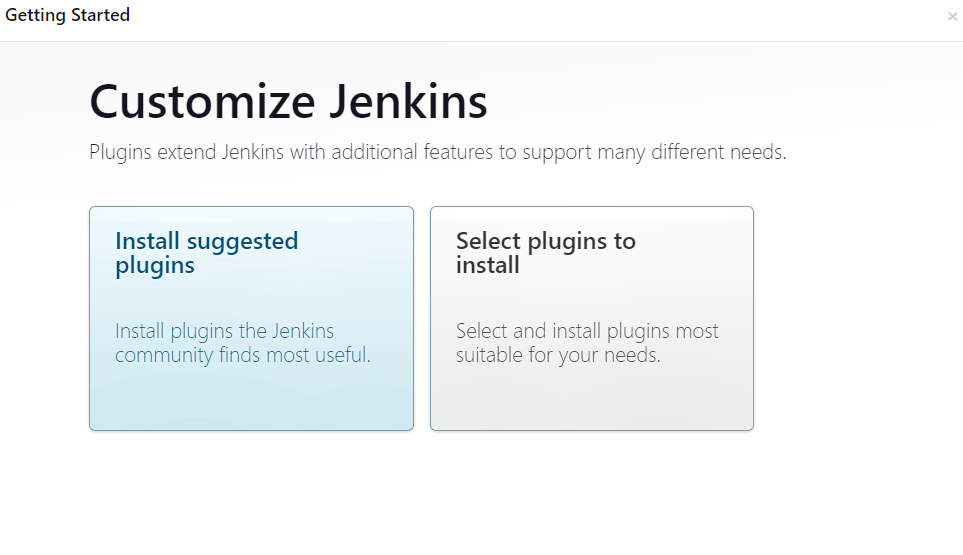 Getting Started
×
Customize Jenkins
Plugins extend Jenkins with additional features to support many different needs.
Install suggested
plugins
Install plugins the Jenkins
community finds most useful.
Select plugins to
install
Select and install plugins most
suitable for your needs.